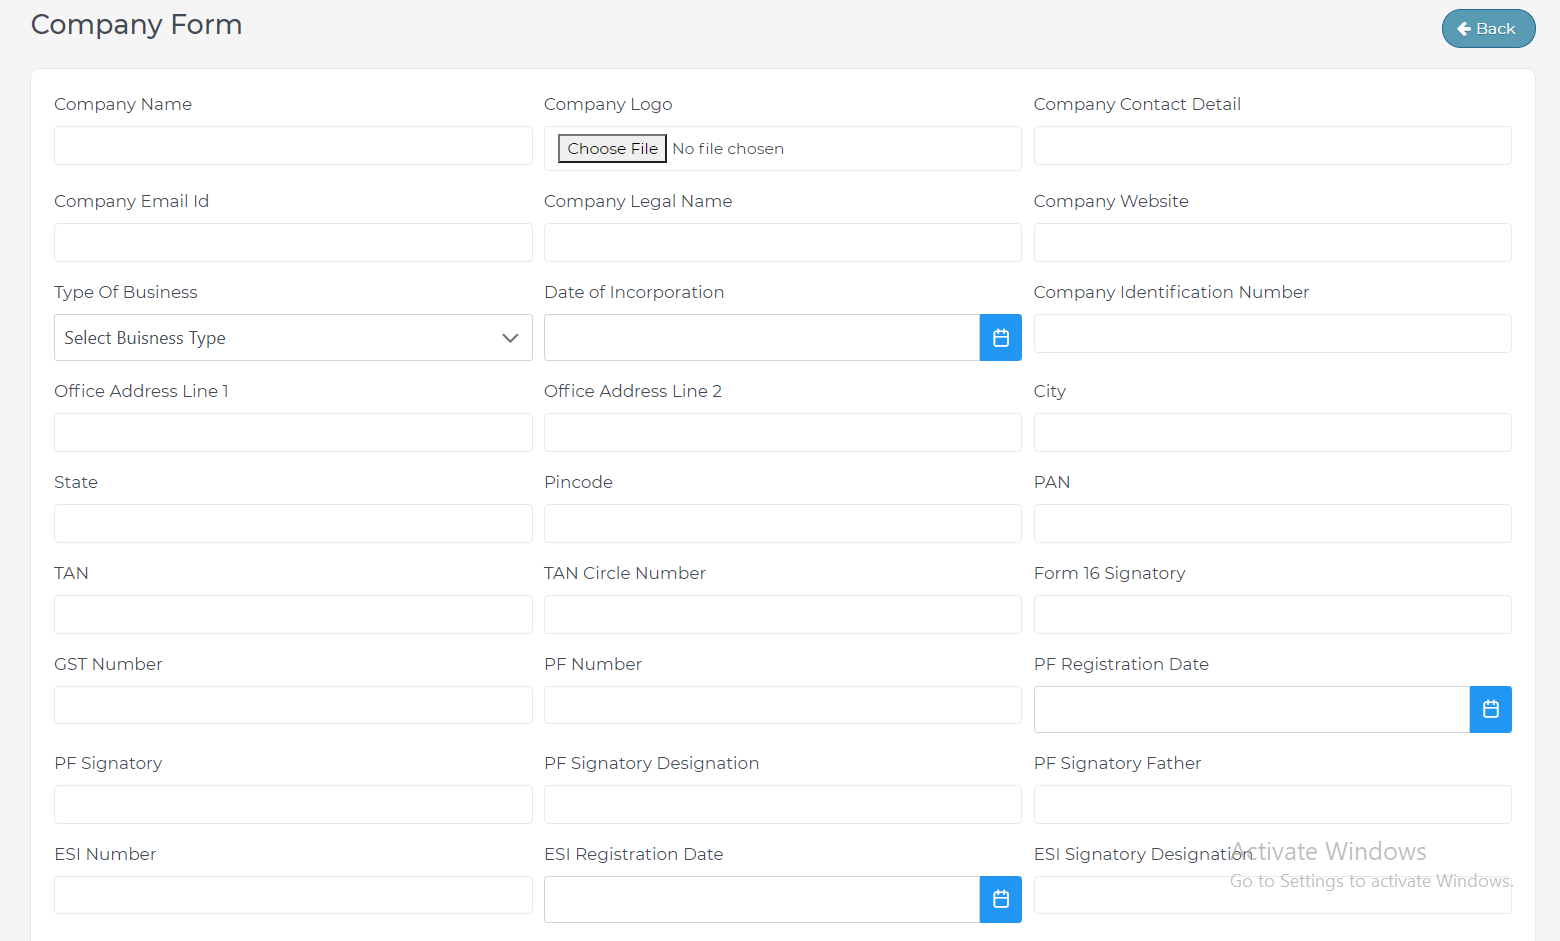 Company Form
Back
Company Name
Company Logo
Company Contact Detail
Choose File No file chosen
Company Email Id
Company Legal Name
Company Website
Type Of Business
Date of Incorporation
Company Identification Number
Select Buisness Type
Office Address Line 1
Office Address Line 2
City
State
Pincode
PAN
TAN
TAN Circle Number
Form 16 Signatory
GST Number
PF Number
PF Registration Date
PF Signatory
PF Signatory Designation
PF Signatory Father
ESI Number
ESI Registration Date
ESI Signatory Designation
Activate Windows
Go to Settings to activate Windows.